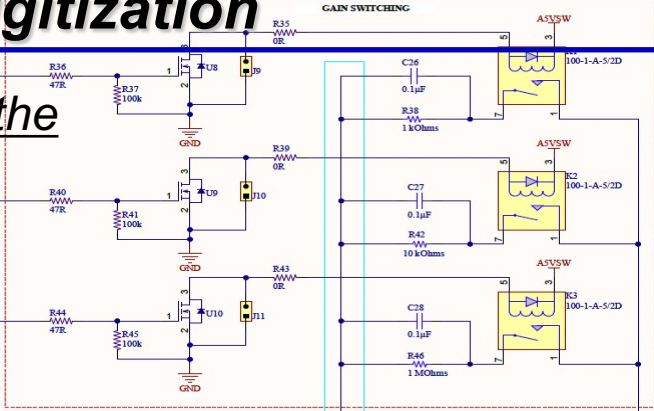 gitization
the
GAIN SWITCHING
R35
0R
A5VSW
5
3
R36
47R
1
3
2
U8
J9
R37
100k
GND
C26
0.1µF
R38
1 kOhms
K1
100-1-A-5/2D
7
1
R39
0R
A5VSW
5
3
R40
47R
1
3
2
U9
J10
R41
100k
GND
C27
0.1µF
R42
10 kOhms
K2
100-1-A-5/2D
7
1
R43
0R
A5VSW
5
3
R44
47R
1
3
2
U10
J11
R45
100k
GND
C28
0.1µF
R46
1 MOhms
K3
100-1-A-5/2D
7
1